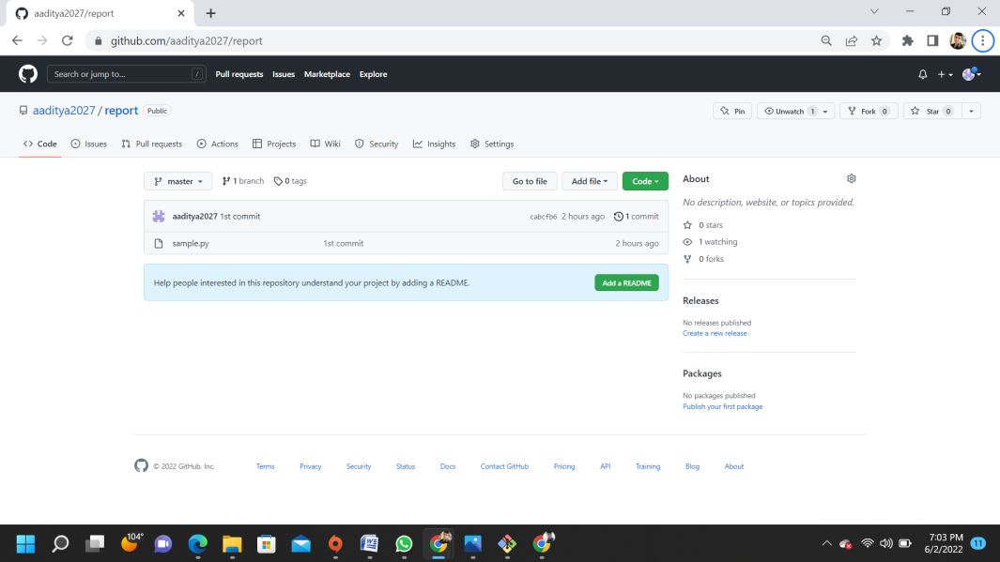 aaditya2027/report
github.com/aaditya2027/report
Search or jump to... /
Pull requests Issues Marketplace Explore
aaditya2027 / report Public
Pin Unwatch 1 Fork 0 Star 0
Code Issues Pull requests Actions Projects Wiki Security Insights Settings
master 1 branch 0 tags Go to file Add file Code
aaditya2027 1st commit cabcfb6 2 hours ago 1 commit
sample.py 1st commit 2 hours ago
Help people interested in this repository understand your project by adding a README. Add a README
About
No description, website, or topics provided.
0 stars
1 watching
0 forks
Releases
No releases published
Create a new release
Packages
No packages published
Publish your first package
© 2022 GitHub, Inc. Terms Privacy Security Status Docs Contact GitHub Pricing API Training Blog About
104°
7:03 PM
6/2/2022
11